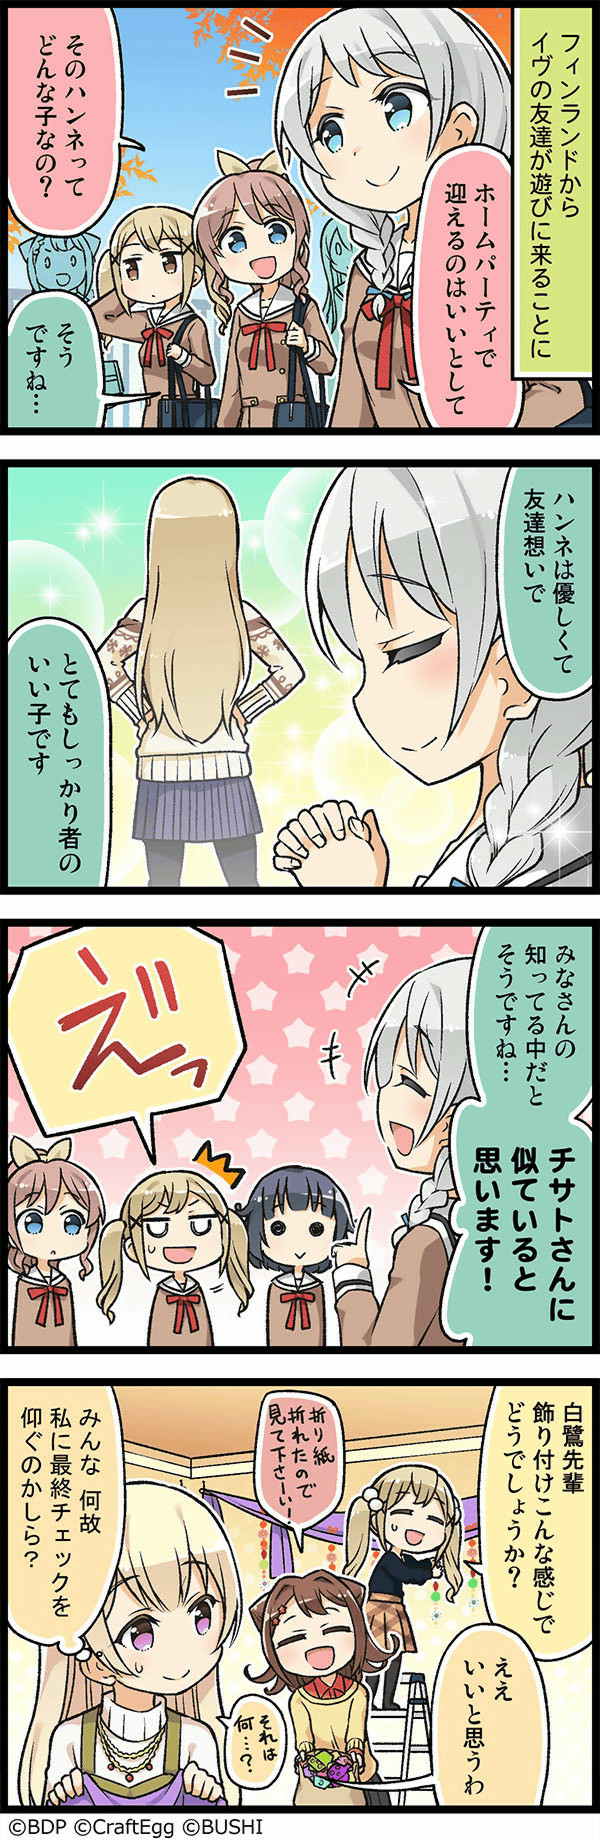 フィンランドから
イヴの友達が遊びに来ることに
ホームパーティで
迎えるのはいいとして
そのハンネって
どんな子なの？
そう
ですね…
ハンネは優しくて
友達想いで
とてもしっかり者の
いい子です
みなさんの
知ってる中だと
そうですね…
チサトさんに
似ていると
思います！
えっ
白鷺先輩
飾り付けこんな感じで
どうでしょうか？
折り紙
折れたので
見て下さーいー
ええ
いいと思うわ
みんな 何故
私に最終チェックを
仰ぐのかしら？
それは
何…？
©BDP ©CraftEgg ©BUSHI